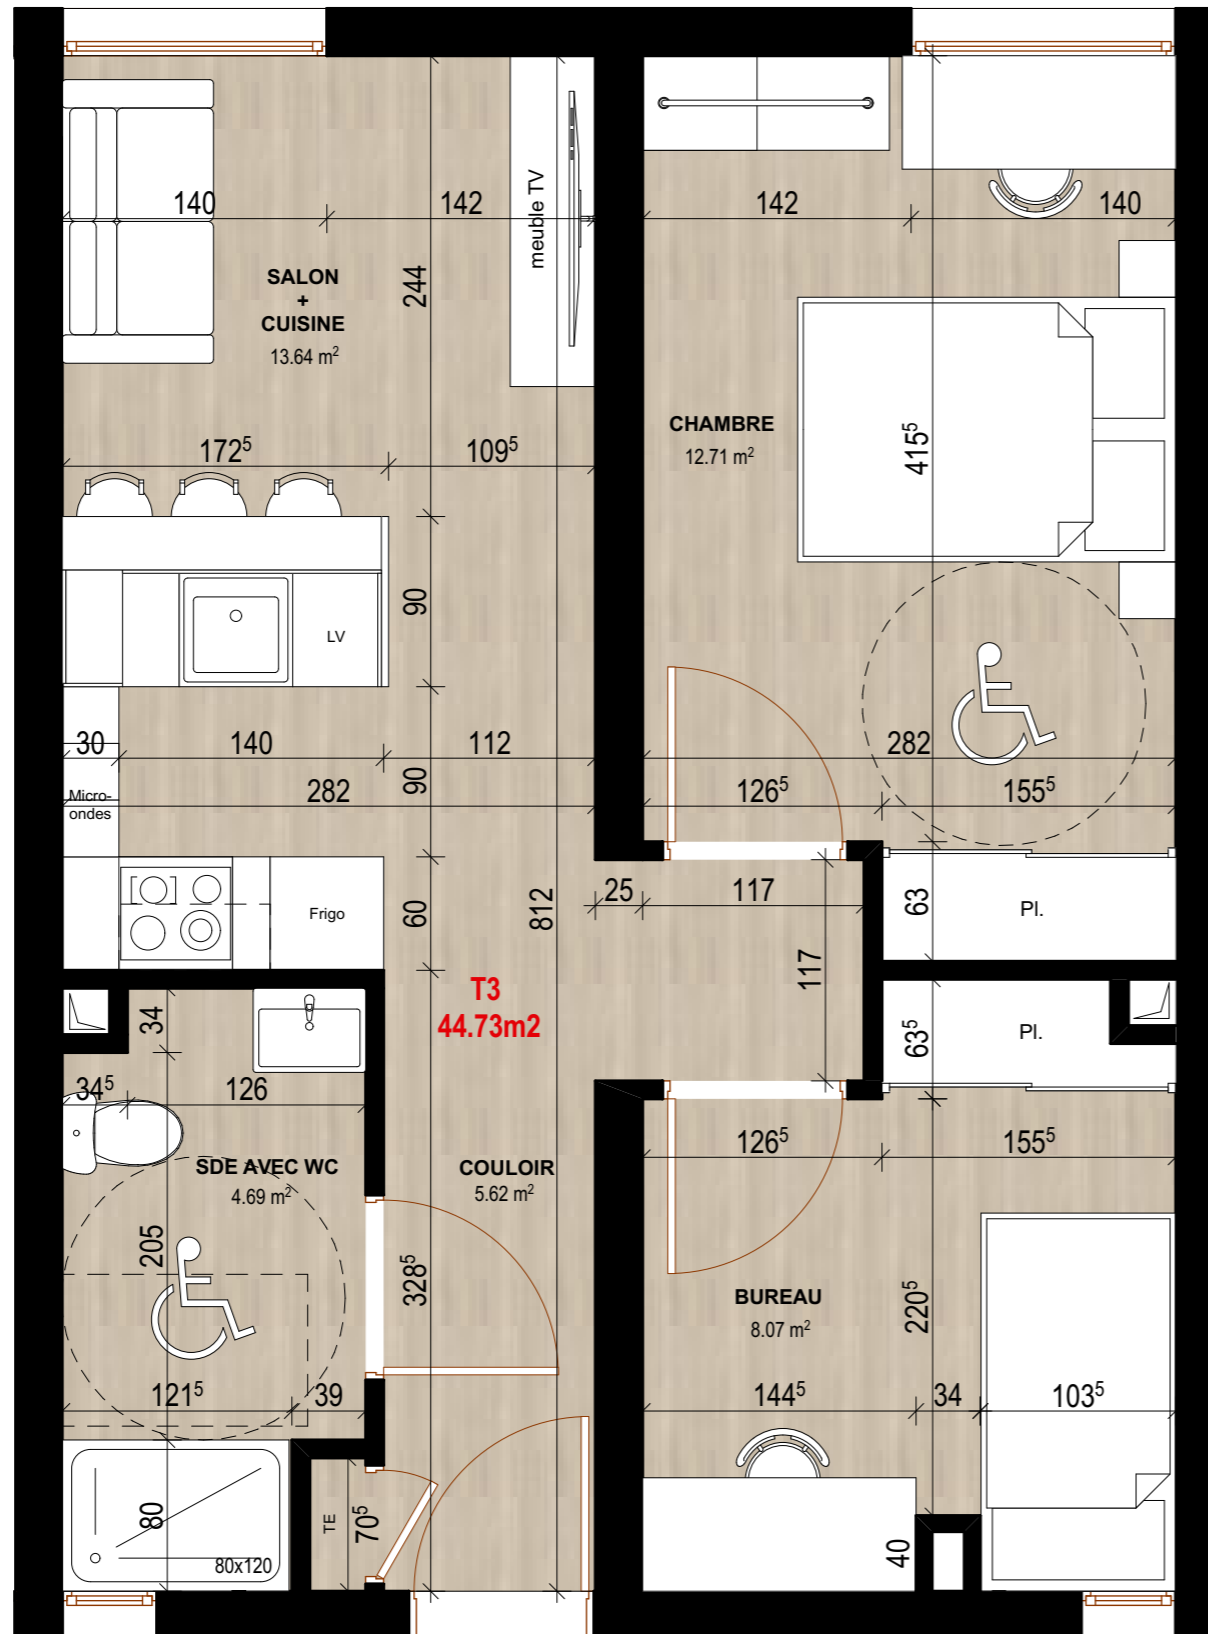 140
142
meuble TV
142
140
SALON
+
CUISINE
13.64 m²
244
CHAMBRE
12.71 m²
415⁵
172⁵
109⁵
90
LV
30
140
112
282
Micro-
ondes
282
90
126⁵
155⁵
Frigo
60
812
25
117
63
Pl.
117
T3
44.73m2
34
63⁵
Pl.
34⁵
126
126⁵
155⁵
SDE AVEC WC
4.69 m²
COULOIR
5.62 m²
205
328⁵
BUREAU
8.07 m²
220⁵
121⁵
39
144⁵
34
103⁵
80
80x120
TE
70⁵
40